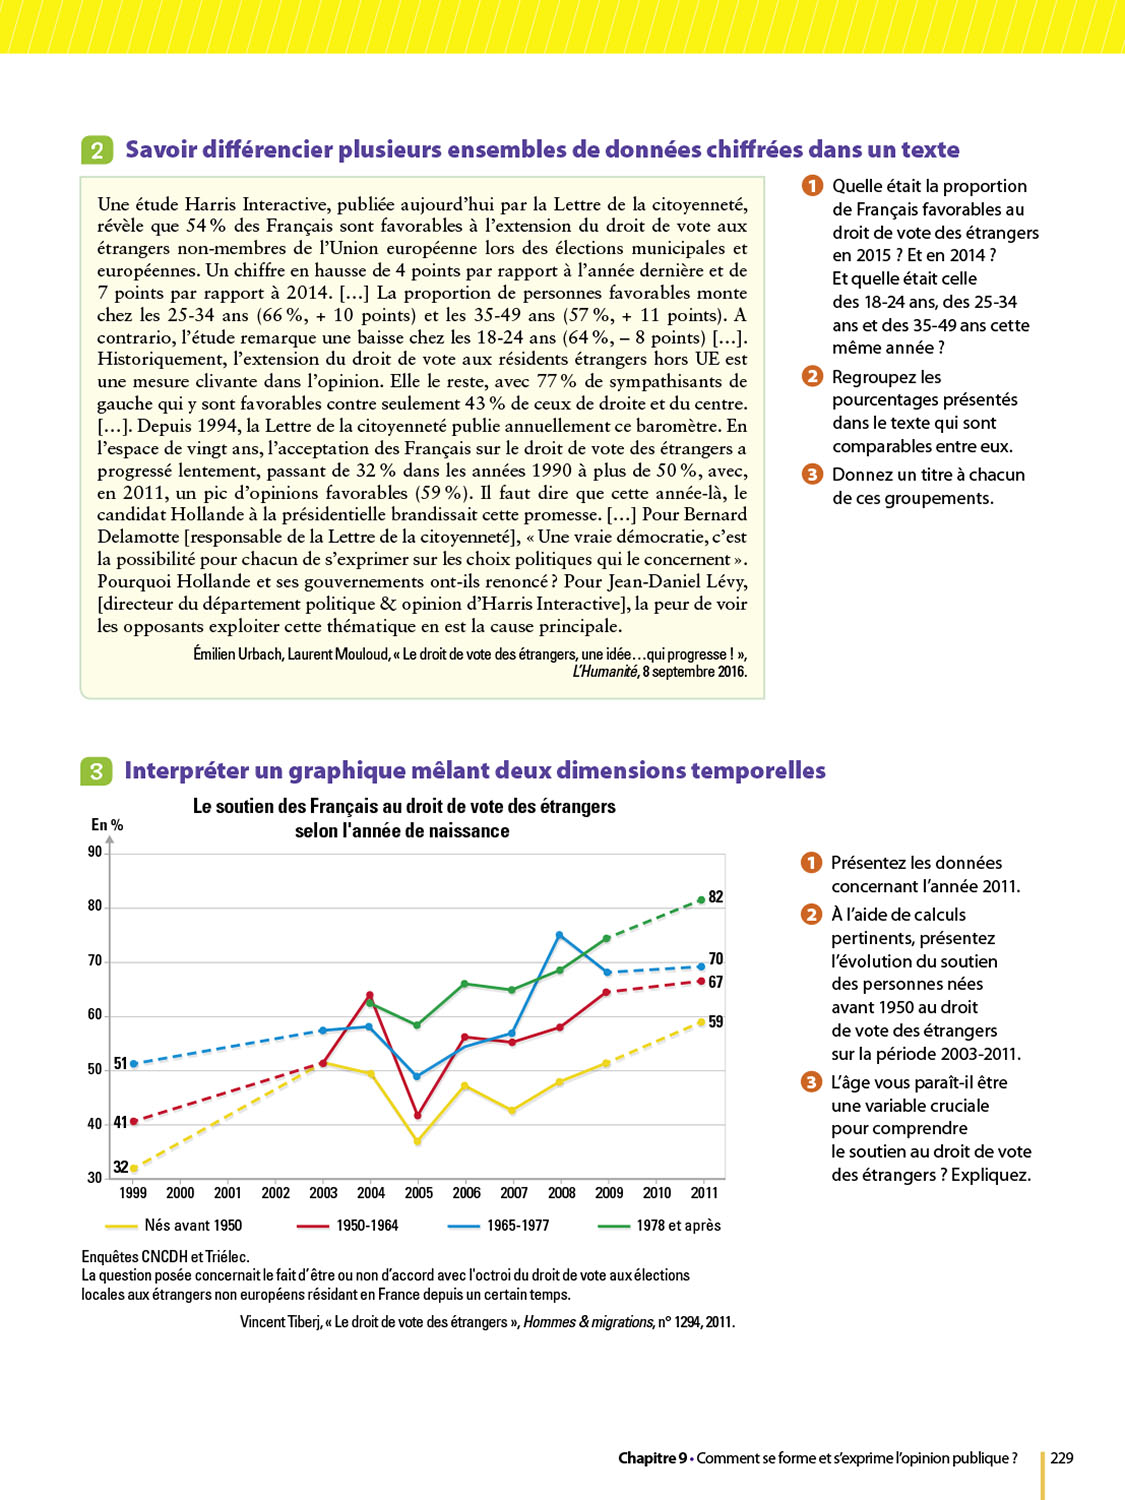 2 Savoir différencier plusieurs ensembles de données chiffrées dans un texte
Une étude Harris Interactive, publiée aujourd'hui par la Lettre de la citoyenneté,
révèle que 54 % des Français sont favorables à l'extension du droit de vote aux
étrangers non-membres de l'Union européenne lors des élections municipales et
européennes. Un chiffre en hausse de 4 points par rapport à l'année dernière et de
7 points par rapport à 2014. […] La proportion de personnes favorables monte
chez les 25-34 ans (66 %, + 10 points) et les 35-49 ans (57 %, + 11 points). A
contrario, l'étude remarque une baisse chez les 18-24 ans (64 %, – 8 points) […].
Historiquement, l'extension du droit de vote aux résidents étrangers hors UE est
une mesure clivante dans l'opinion. Elle le reste, avec 77 % de sympathisants de
gauche qui y sont favorables contre seulement 43 % de ceux de droite et du centre.
[…]. Depuis 1994, la Lettre de la citoyenneté publie annuellement ce baromètre. En
l'espace de vingt ans, l'acceptation des Français sur le droit de vote des étrangers a
progressé lentement, passant de 32 % dans les années 1990 à plus de 50 %, avec,
en 2011, un pic d'opinions favorables (59 %). Il faut dire que cette année-là, le
candidat Hollande à la présidentielle brandissait cette promesse. […] Pour Bernard
Delamotte [responsable de la Lettre de la citoyenneté], « Une vraie démocratie, c'est
la possibilité pour chacun de s'exprimer sur les choix politiques qui le concernent ».
Pourquoi Hollande et ses gouvernements ont-ils renoncé ? Pour Jean-Daniel Lévy,
[directeur du département politique & opinion d'Harris Interactive], la peur de voir
les opposants exploiter cette thématique en est la cause principale.
Émilien Urbach, Laurent Mouloud, « Le droit de vote des étrangers, une idée…qui progresse ! »,
L'Humanité, 8 septembre 2016.
1 Quelle était la proportion
de Français favorables au
droit de vote des étrangers
en 2015 ? Et en 2014 ?
Et quelle était celle
des 18-24 ans, des 25-34
ans et des 35-49 ans cette
même année ?
2 Regroupez les
pourcentages présentés
dans le texte qui sont
comparables entre eux.
3 Donnez un titre à chacun
de ces groupements.
3 Interpréter un graphique mêlant deux dimensions temporelles
Le soutien des Français au droit de vote des étrangers
selon l'année de naissance
En %
90
80
70
60
50
40
30
51
41
32
82
70
67
59
1999 2000 2001 2002 2003 2004 2005 2006 2007 2008 2009 2010 2011
Nés avant 1950 1950-1964 1965-1977 1978 et après
Enquêtes CNCDH et Triélec.
La question posée concernait le fait d'être ou non d'accord avec l'octroi du droit de vote aux élections
locales aux étrangers non européens résidant en France depuis un certain temps.
Vincent Tiberj, « Le droit de vote des étrangers », Hommes & migrations, n° 1294, 2011.
1 Présentez les données
concernant l'année 2011.
2 À l'aide de calculs
pertinents, présentez
l'évolution du soutien
des personnes nées
avant 1950 au droit
de vote des étrangers
sur la période 2003-2011.
3 L'âge vous paraît-il être
une variable cruciale
pour comprendre
le soutien au droit de vote
des étrangers ? Expliquez.
Chapitre 9 • Comment se forme et s'exprime l'opinion publique ? 229